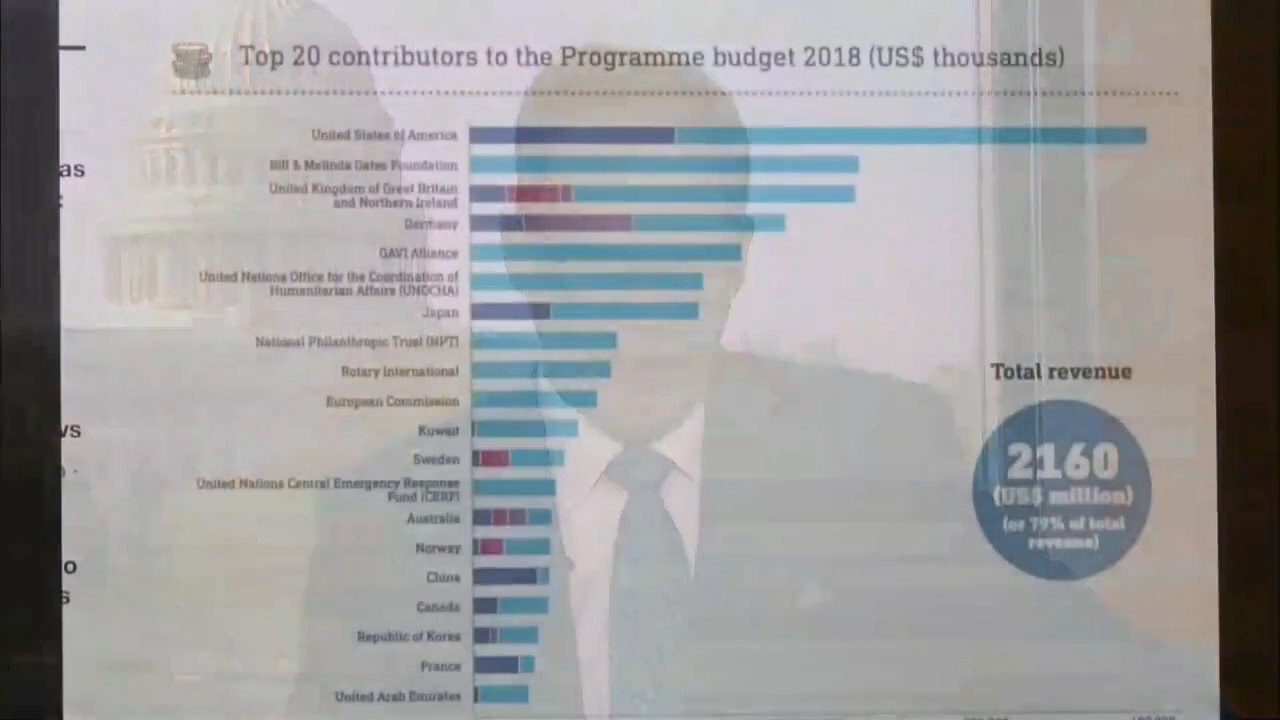 Top 20 contributors to the Programme budget 2018 (US$ thousands)
United States of America
as
Bill & Melinda Gates Foundation
United Kingdom of Great Britain
and Northern Ireland
Germany
GAVI Alliance
United Nations Office for the Coordination of
Humanitarian Affairs (UNOCHA)
Japan
National Philanthropic Trust (NPT)
Rotary International
Total revenue
European Commission
Kuwait
Sweden
2160
United Nations Central Emergency Response
Fund (CERF)
(US$ million)
Australia
(or 79% of total
revenue)
Norway
China
Canada
Republic of Korea
France
United Arab Emirates